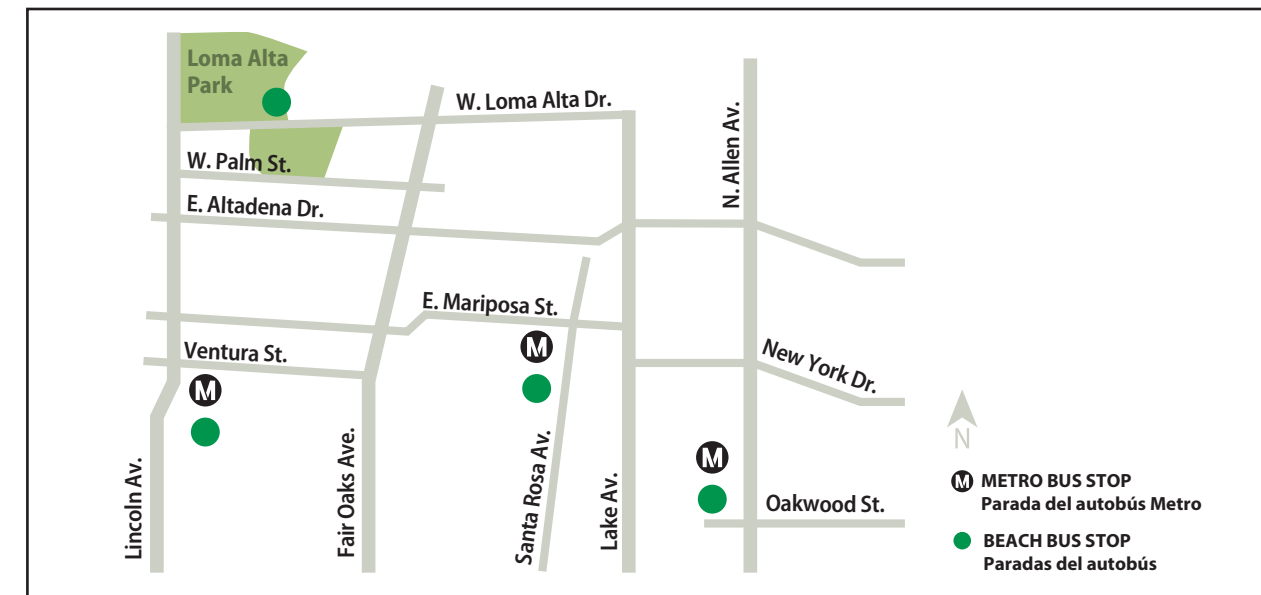 Loma Alta
Park
W. Loma Alta Dr.
N. Allen Av.
W. Palm St.
E. Altadena Dr.
E. Mariposa St.
Ventura St.
M
M
New York Dr.
M
Lincoln Av.
Fair Oaks Ave.
Santa Rosa Av.
Lake Av.
Oakwood St.
N
M METRO BUS STOP
Parada del autobús Metro
BEACH BUS STOP
Paradas del autobús